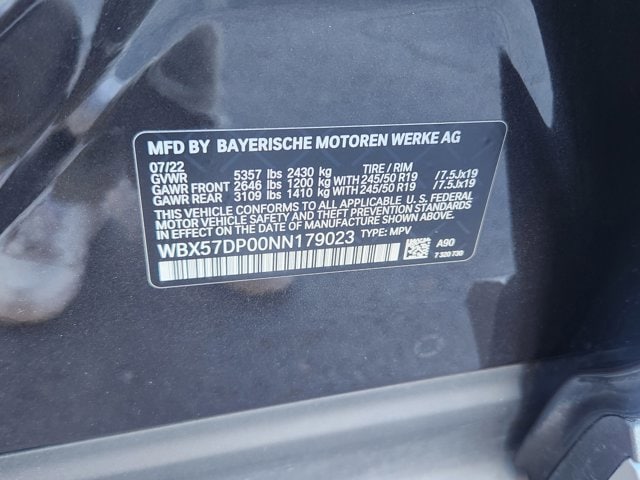 MFD BY BAYERISCHE MOTOREN WERKE AG
07/22 TIRE / RIM
GVWR 5357 lbs 2430 kg
GAWR FRONT 2646 lbs 1200 kg WITH 245/50 R19 /7.5Jx19
GAWR REAR 3109 lbs 1410 kg WITH 245/50 R19 /7.5Jx19
THIS VEHICLE CONFORMS TO ALL APPLICABLE U.S. FEDERAL
MOTOR VEHICLE SAFETY AND THEFT PREVENTION STANDARDS
IN EFFECT ON THE DATE OF MANUFACTURE SHOWN ABOVE.
WBX57DP00NN179023 TYPE: MPV
A90
7 320 730